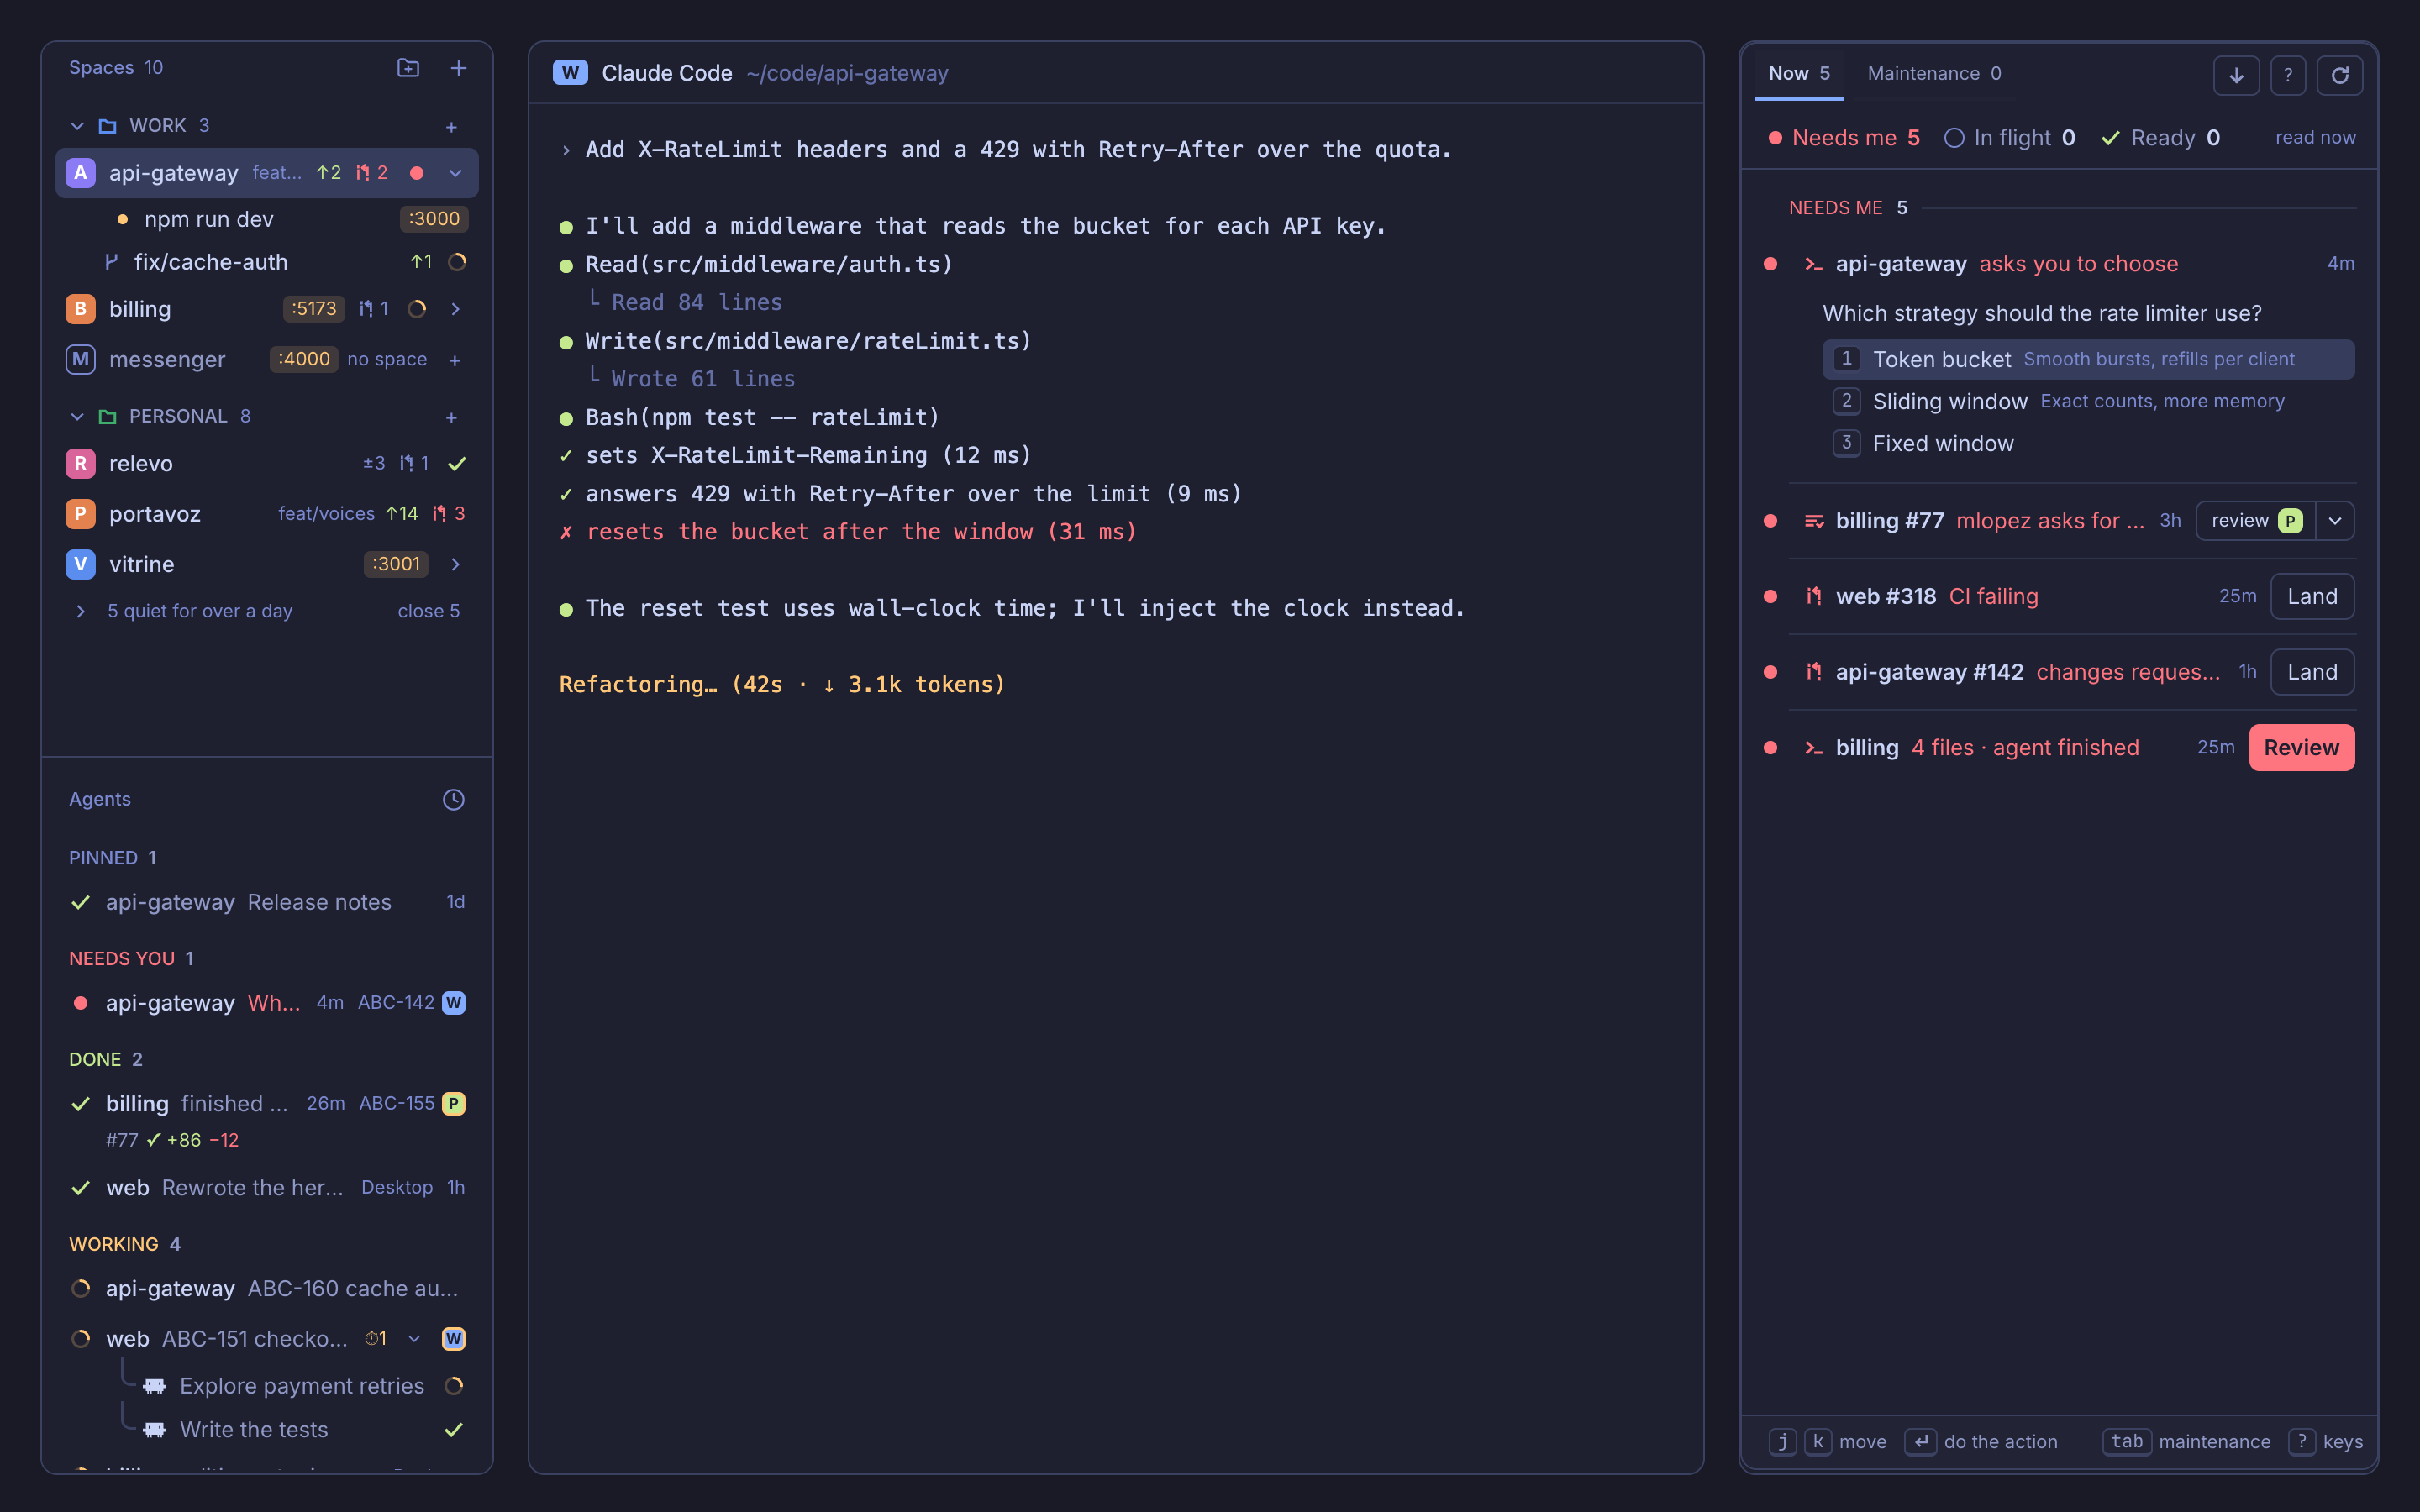 Spaces 10
WORK 3 +
A api-gateway feat... ↑2 2
npm run dev :3000
fix/cache-auth ↑1
B billing :5173 1
M messenger :4000 no space +
PERSONAL 8 +
R relevo ±3 1 ✓
P portavoz feat/voices ↑14 3
V vitrine :3001
5 quiet for over a day close 5
Agents
PINNED 1
✓ api-gateway Release notes 1d
NEEDS YOU 1
api-gateway Wh... 4m ABC-142 W
DONE 2
✓ billing finished ... 26m ABC-155 P
#77 ✓ +86 −12
✓ web Rewrote the her... Desktop 1h
WORKING 4
api-gateway ABC-160 cache au...
web ABC-151 checko... ⏱1 W
Explore payment retries
Write the tests ✓
W Claude Code ~/code/api-gateway
› Add X-RateLimit headers and a 429 with Retry-After over the quota.
● I'll add a middleware that reads the bucket for each API key.
● Read(src/middleware/auth.ts)
└ Read 84 lines
● Write(src/middleware/rateLimit.ts)
└ Wrote 61 lines
● Bash(npm test -- rateLimit)
✓ sets X-RateLimit-Remaining (12 ms)
✓ answers 429 with Retry-After over the limit (9 ms)
✗ resets the bucket after the window (31 ms)
● The reset test uses wall-clock time; I'll inject the clock instead.
Refactoring… (42s · ↓ 3.1k tokens)
Now 5 Maintenance 0 ↓ ?
Needs me 5 In flight 0 ✓ Ready 0 read now
NEEDS ME 5
api-gateway asks you to choose 4m
Which strategy should the rate limiter use?
1 Token bucket Smooth bursts, refills per client
2 Sliding window Exact counts, more memory
3 Fixed window
billing #77 mlopez asks for ... 3h review P
web #318 CI failing 25m Land
api-gateway #142 changes reques... 1h Land
billing 4 files · agent finished 25m Review
j k move ↵ do the action tab maintenance ? keys